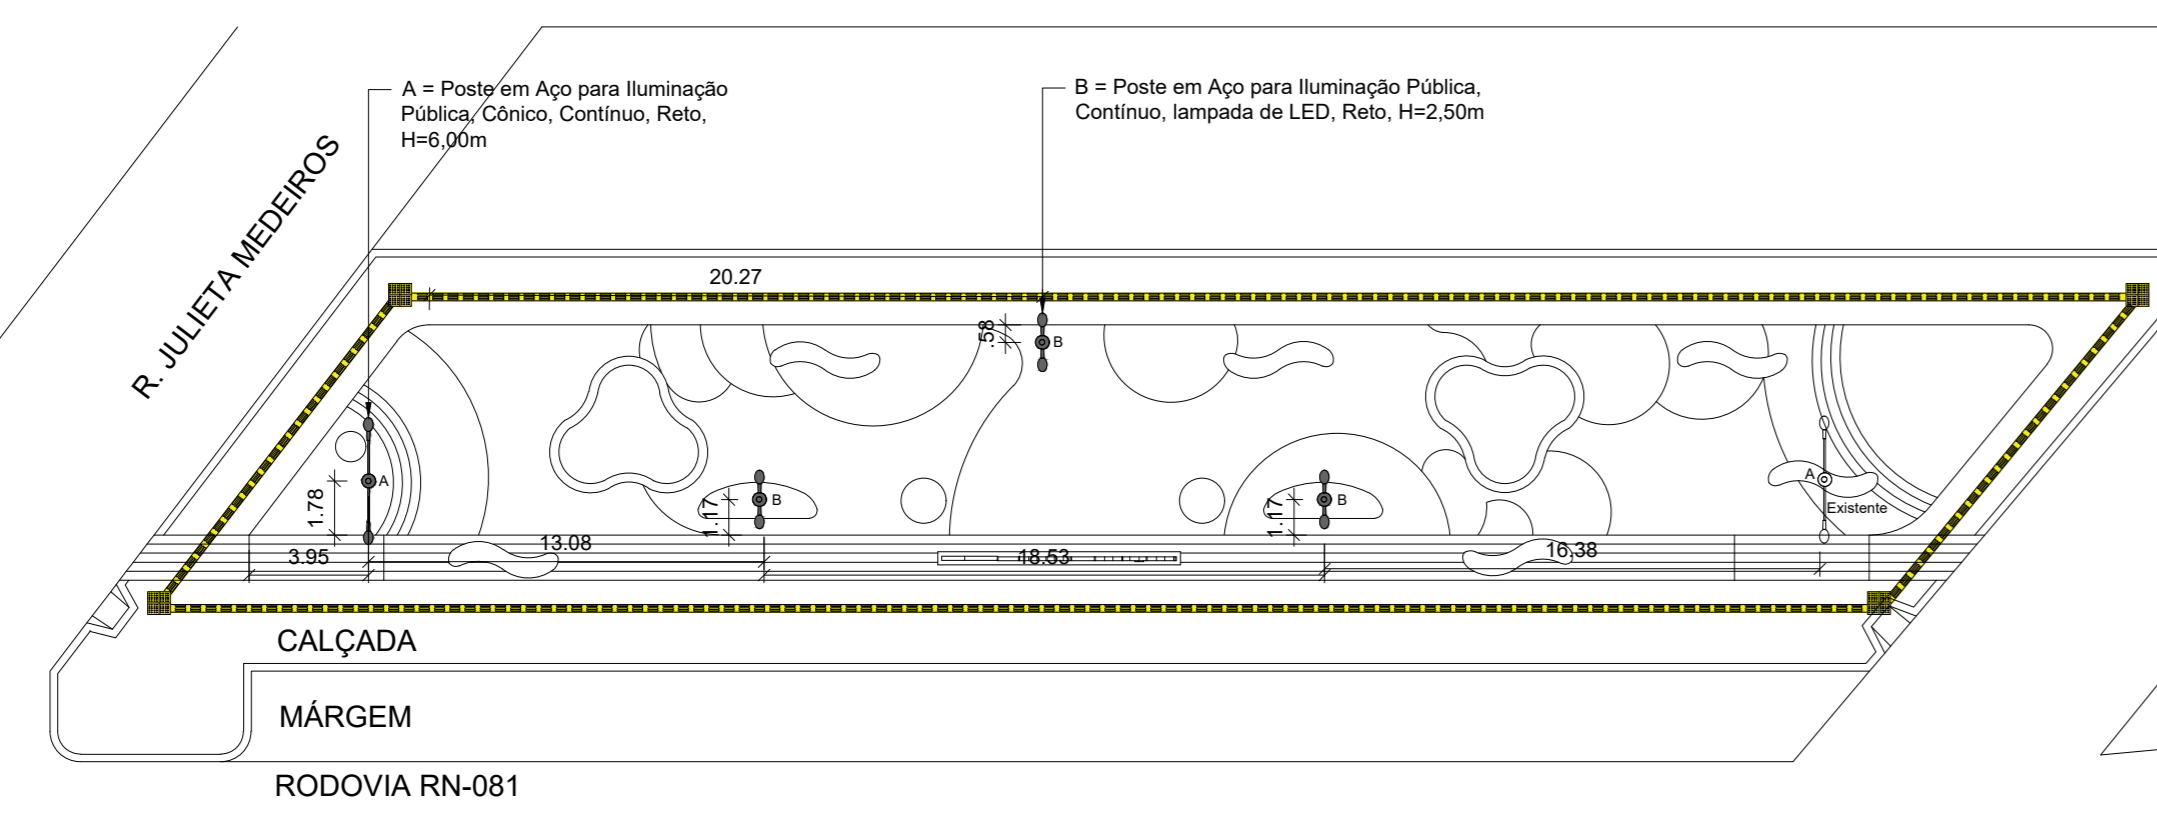 A = Poste em Aço para Iluminação
Pública, Cônico, Contínuo, Reto,
H=6,00m
B = Poste em Aço para Iluminação Pública,
Contínuo, lampada de LED, Reto, H=2,50m
R. JULIETA MEDEIROS
20.27
.58
B
A
1.78
1.17
B
1.17
B
A
Existente
3.95
13.08
18.53
16.38
CALÇADA
MÁRGEM
RODOVIA RN-081